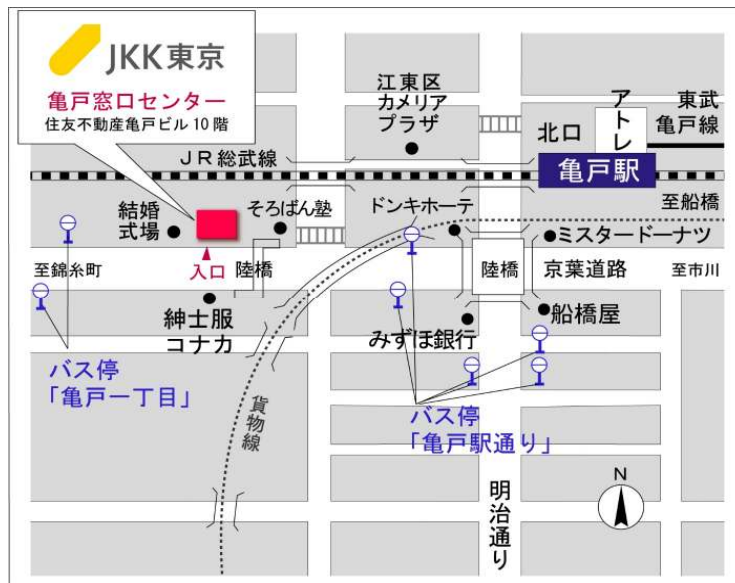 JKK東京
亀戸窓口センター
住友不動産亀戸ビル10階
江東区
カメリア
プラザ
アトレ
東武
亀戸線
北口
JR総武線
亀戸駅
至船橋
結婚
式場
そろばん塾
ドンキホーテ
ミスタードーナツ
至錦糸町
入口
陸橋
陸橋
京葉道路
至市川
紳士服
コナカ
みずほ銀行
船橋屋
バス停
「亀戸一丁目」
貨物線
バス停
「亀戸駅通り」
明治通り
N